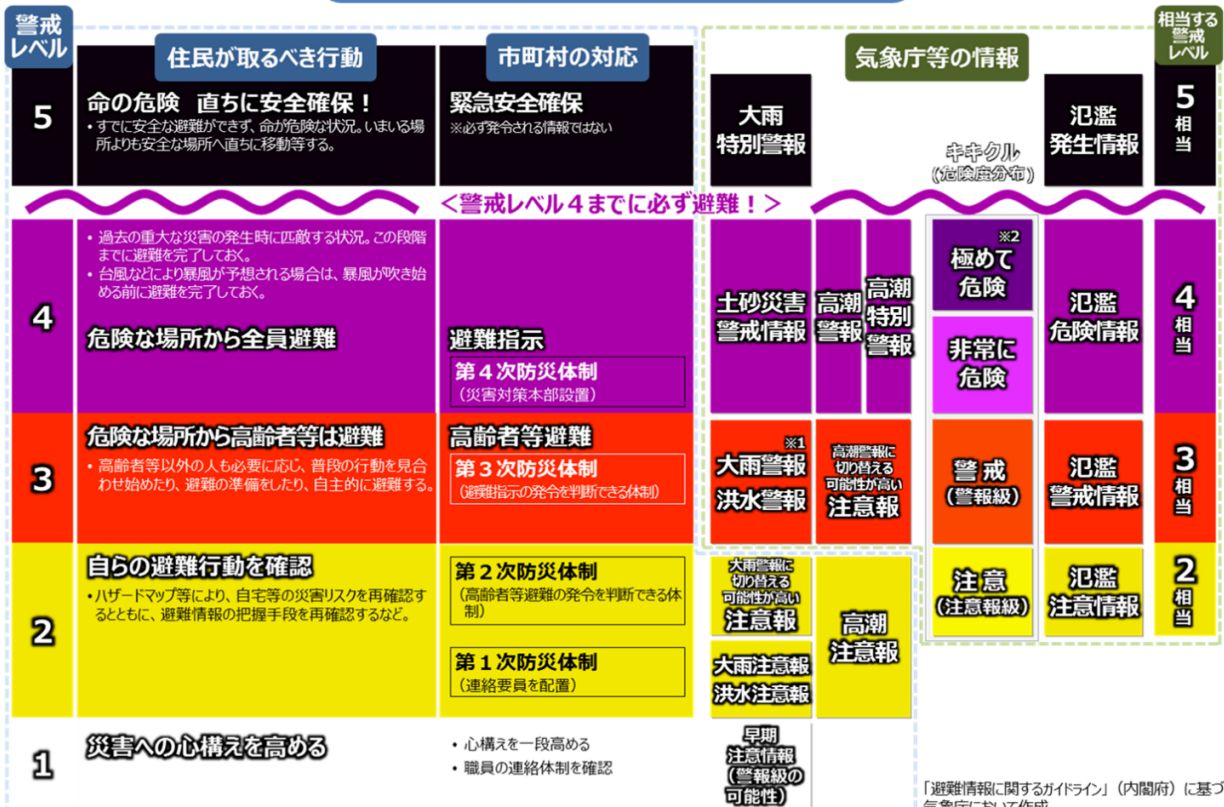 警戒
レベル
住民が取るべき行動
市町村の対応
気象庁等の情報
相当する
警戒
レベル
5
命の危険 直ちに安全確保！
・すでに安全な避難ができず、命が危険な状況。いまいる場
所よりも安全な場所へ直ちに移動等する。
緊急安全確保
※必ず発令される情報ではない
大雨
特別警報
キキクル
(危険度分布)
氾濫
発生情報
5
相
当
＜警戒レベル４までに必ず避難！＞
4
・過去の重大な災害の発生時に匹敵する状況。この段階
までに避難を完了しておく。
・台風などにより暴風が予想される場合は、暴風が吹き始
める前に避難を完了しておく。
危険な場所から全員避難
避難指示
第４次防災体制
（災害対策本部設置）
土砂災害
警戒情報
高潮
警報
高潮
特別
警報
※2
極めて
危険
非常に
危険
氾濫
危険情報
4
相
当
3
危険な場所から高齢者等は避難
・高齢者等以外の人も必要に応じ、普段の行動を見合
わせ始めたり、避難の準備をしたり、自主的に避難する。
高齢者等避難
第３次防災体制
（避難指示の発令を判断できる体制）
※1
大雨警報
洪水警報
高潮警報に
切り替える
可能性が高い
注意報
警戒
（警報級）
氾濫
警戒情報
3
相
当
2
自らの避難行動を確認
・ハザードマップ等により、自宅等の災害リスクを再確認す
るとともに、避難情報の把握手段を再確認するなど。
第２次防災体制
（高齢者等避難の発令を判断できる体
制）
第１次防災体制
（連絡要員を配置）
大雨警報に
切り替える
可能性が高い
注意報
大雨注意報
洪水注意報
高潮
注意報
注意
（注意報級）
氾濫
注意情報
2
相
当
1
災害への心構えを高める
・心構えを一段高める
・職員の連絡体制を確認
早期
注意情報
（警報級の
可能性）
「避難情報に関するガイドライン」（内閣府）に基づ
気象庁において作成